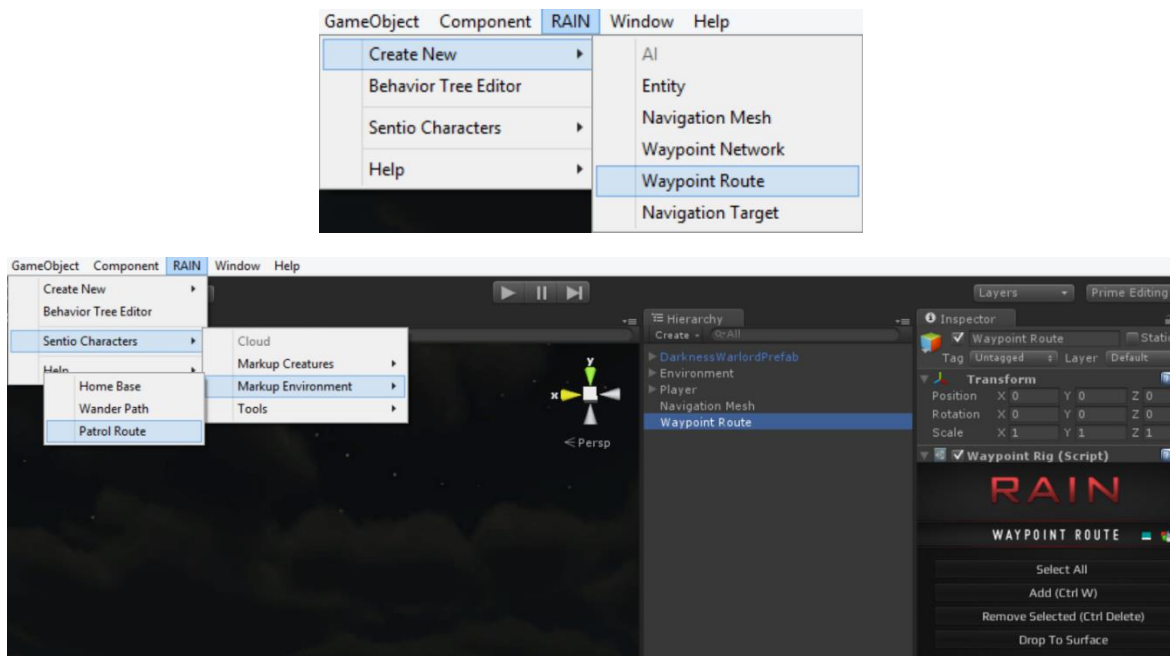 GameObject Component RAIN Window Help
Create New
Behavior Tree Editor
Sentio Characters
Help
AI
Entity
Navigation Mesh
Waypoint Network
Waypoint Route
Navigation Target
GameObject Component RAIN Window Help
Create New
Behavior Tree Editor
Sentio Characters
Help
Cloud
Markup Creatures
Markup Environment
Tools
Home Base
Wander Path
Patrol Route
Layers Prime Editing
y
x
Persp
Hierarchy
Create All
DarknessWarlordPrefab
Environment
Player
Navigation Mesh
Waypoint Route
Inspector
Waypoint Route Static
Tag Untagged Layer Default
Transform
Position X 0 Y 0 Z 0
Rotation X 0 Y 0 Z 0
Scale X 1 Y 1 Z 1
Waypoint Rig (Script)
RAIN
WAYPOINT ROUTE
Select All
Add (Ctrl W)
Remove Selected (Ctrl Delete)
Drop To Surface